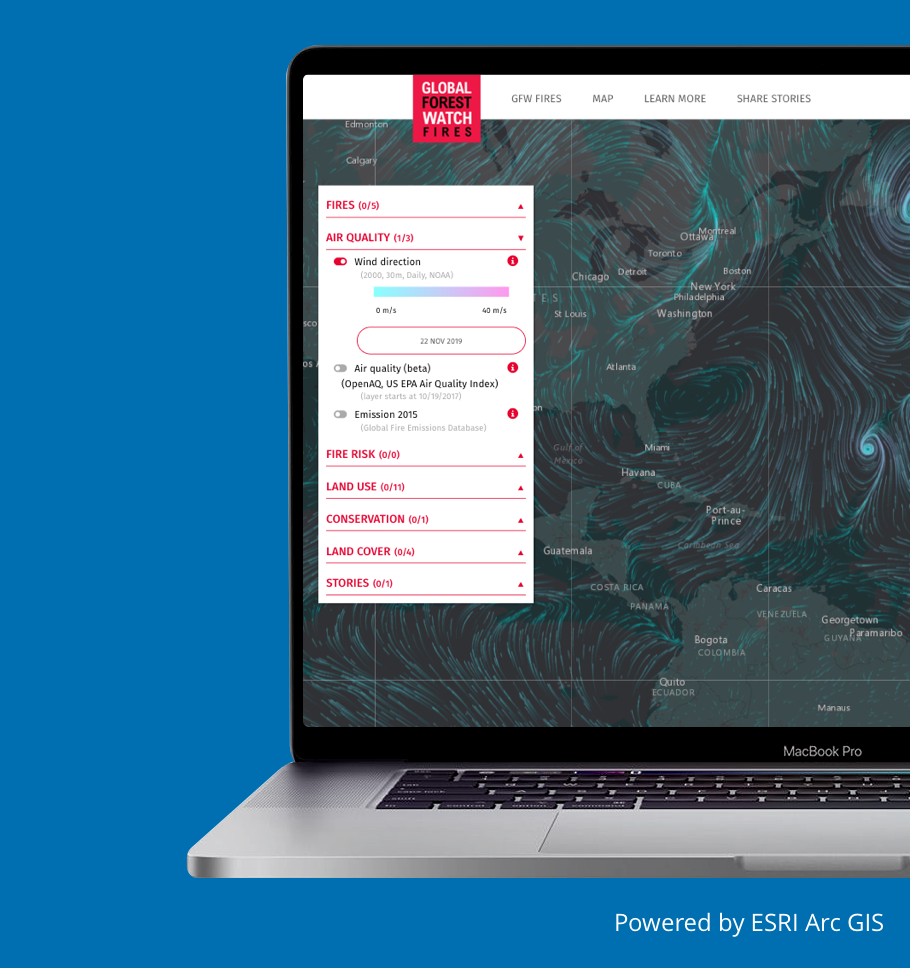 GLOBAL
FOREST
WATCH
FIRES
GFW FIRES MAP LEARN MORE SHARE STORIES
Edmonton
Calgary
FIRES (0/5)
AIR QUALITY (1/3)
Wind direction
(2000, 30m, Daily, NOAA)
0 m/s 40 m/s
22 NOV 2019
Air quality (beta)
(OpenAQ, US EPA Air Quality Index)
(layer starts at 10/19/2017)
Emission 2015
(Global Fire Emissions Database)
FIRE RISK (0/0)
LAND USE (0/11)
CONSERVATION (0/1)
LAND COVER (0/4)
STORIES (0/1)
Montreal
Ottawa
Toronto
Chicago
Detroit
Boston
New York
Philadelphia
St Louis
Washington
Atlanta
Gulf of
Mexico
Miami
Havana
CUBA
Port-au-
Prince
Caribbean Sea
Guatemala
COSTA RICA
PANAMA
Caracas
VENEZUELA
Georgetown
Paramaribo
GUYANA
Bogota
COLOMBIA
Quito
ECUADOR
Manaus
MacBook Pro
control option command
Powered by ESRI Arc GIS